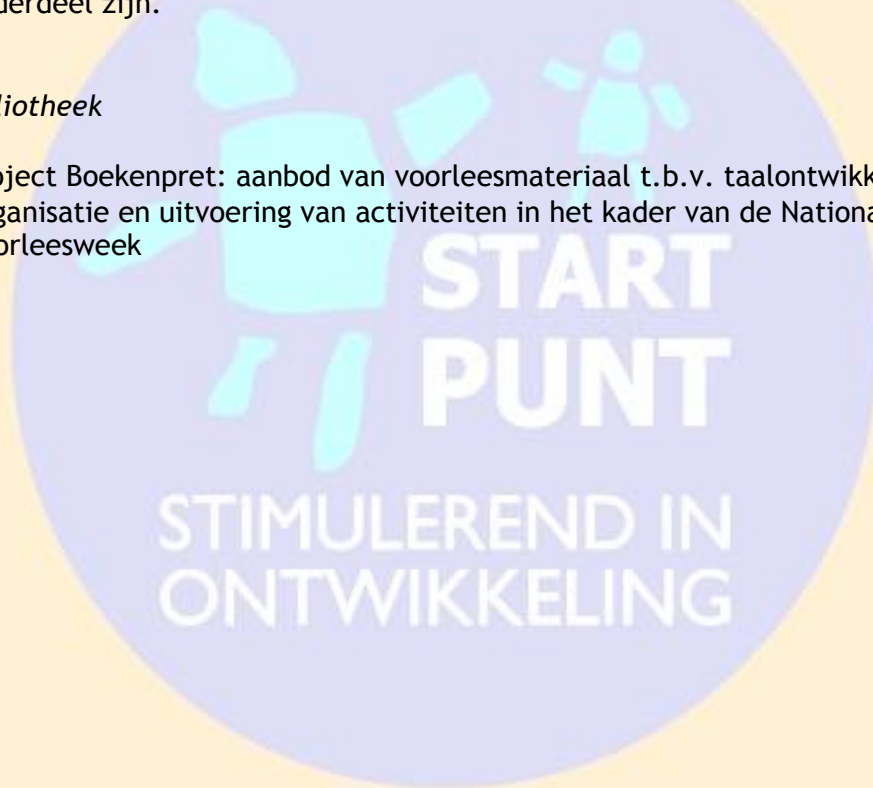 derdeel zijn.
liotheek
oject Boekenpret: aanbod van voorleesmateriaal t.b.v. taalontwikk
ganisatie en uitvoering van activiteiten in het kader van de Nationa
orleesweek
START
PUNT
STIMULEREND IN
ONTWIKKELING